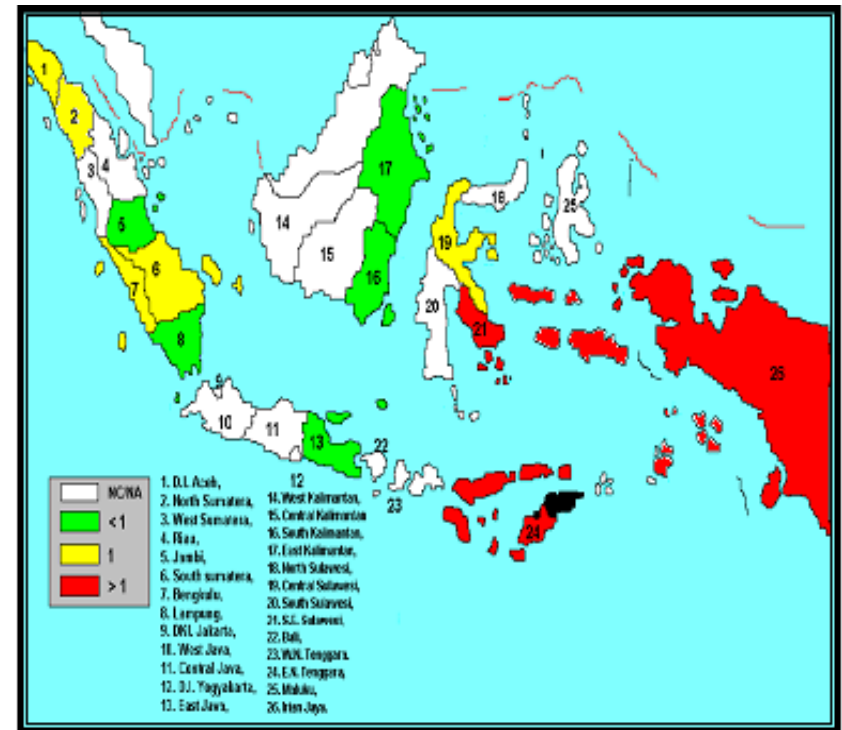 1
2
3
4
5
6
7
8
9
10
11
13
14
15
16
17
18
19
20
21
22
23
24
25
26
12
NC/NA
< 1
1
> 1
1. D.I. Aceh,
2. North Sumatera,
3. West Sumatera,
4. Riau,
5. Jambi,
6. South sumatera,
7. Bengkulu,
8. Lampung,
9. DKI. Jakarta,
10. West Java,
11. Central Java,
12. D.I. Yogyakarta,
13. East Java,
14. West Kalimantan,
15. Central Kalimantan
16. South Kalimantan,
17. East Kalimantan,
18. North Sulawesi,
19. Central Sulawesi,
20. South Sulawesi,
21. S.E. Sulawesi,
22. Bali,
23. W.N. Tenggara.
24. E.N. Tenggara,
25. Maluku,
26. Irian Jaya.